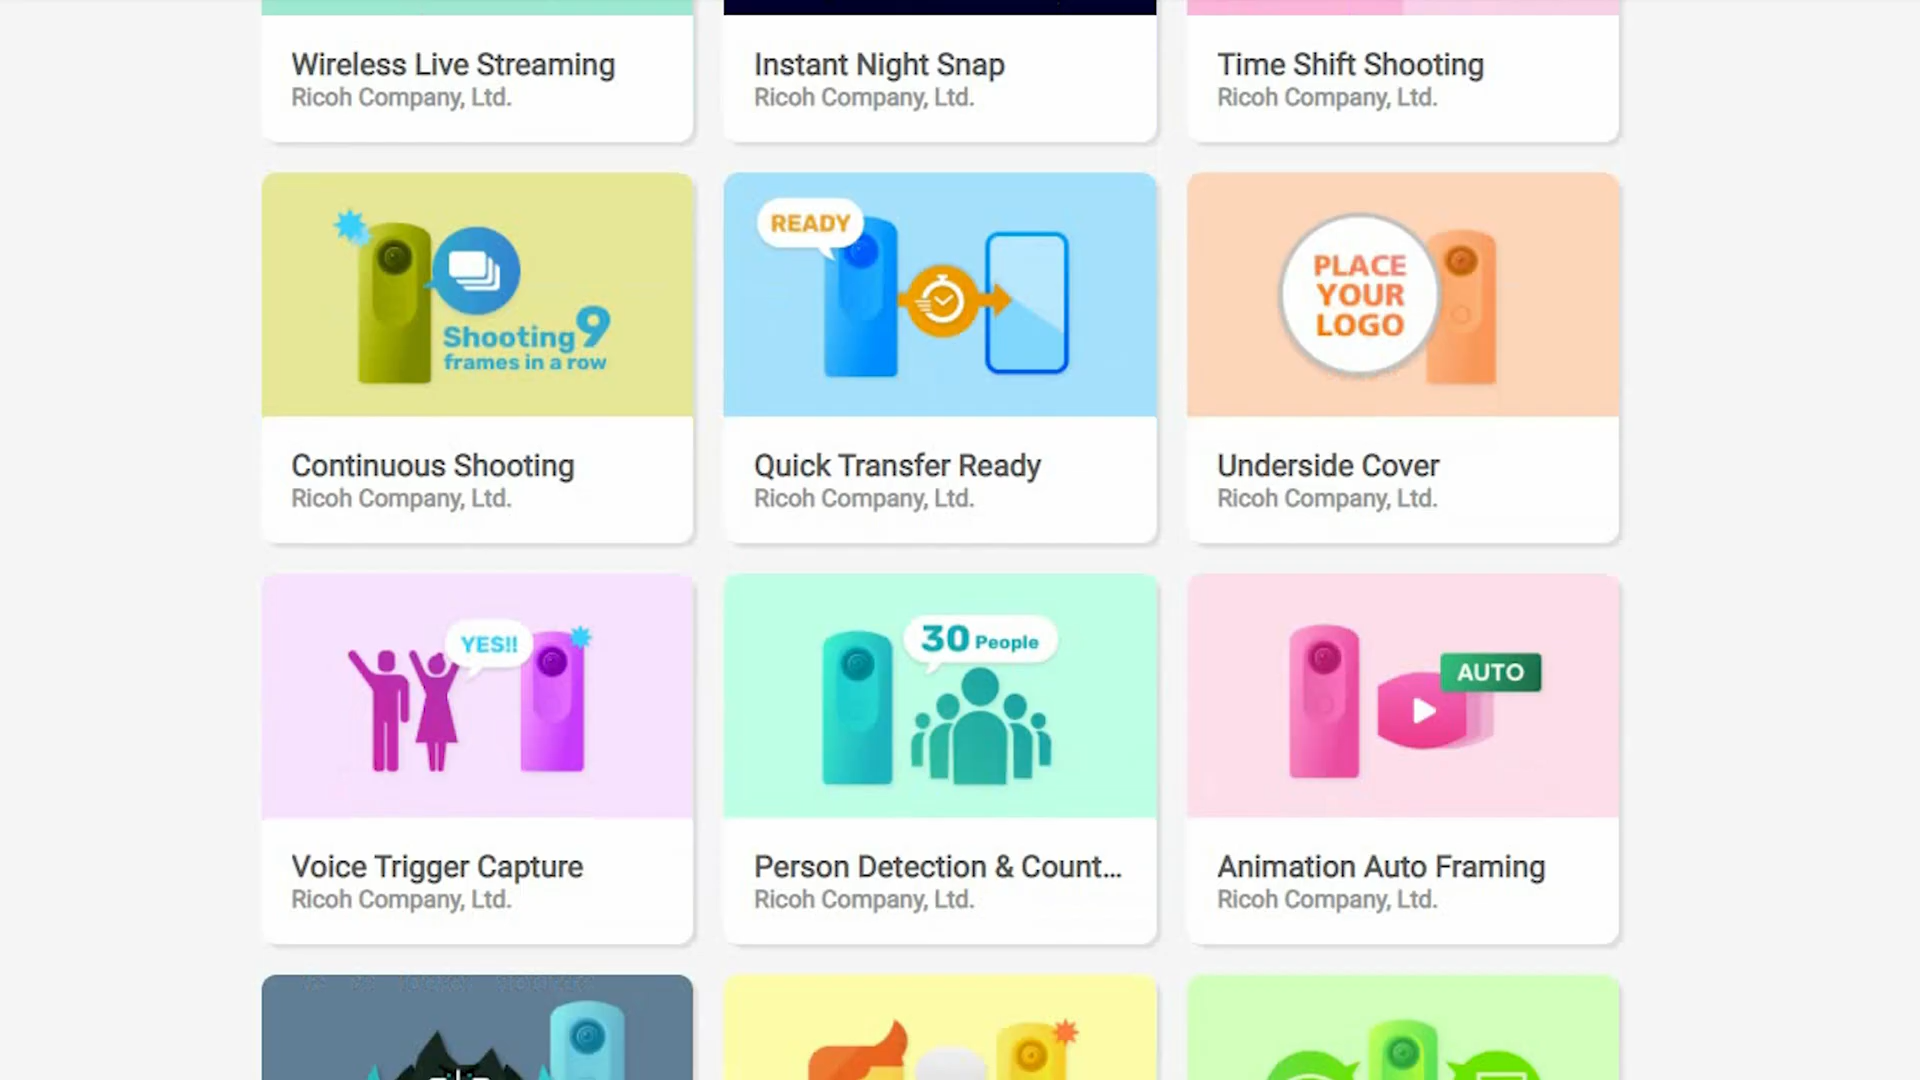 Wireless Live Streaming
Ricoh Company, Ltd.
Instant Night Snap
Ricoh Company, Ltd.
Time Shift Shooting
Ricoh Company, Ltd.
Shooting 9
frames in a row
Continuous Shooting
Ricoh Company, Ltd.
READY
Quick Transfer Ready
Ricoh Company, Ltd.
PLACE
YOUR
LOGO
Underside Cover
Ricoh Company, Ltd.
YES!!
Voice Trigger Capture
Ricoh Company, Ltd.
30 People
Person Detection & Count...
Ricoh Company, Ltd.
AUTO
Animation Auto Framing
Ricoh Company, Ltd.